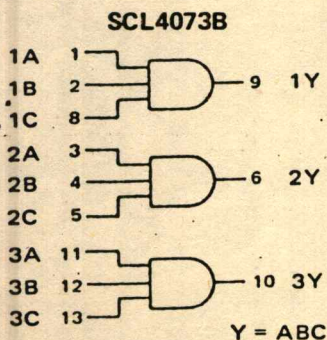 SCL4073B
1A 1
1B 2 9 1Y
1C 8
2A 3
2B 4 6 2Y
2C 5
3A 11
3B 12 10 3Y
3C 13
Y = ABC